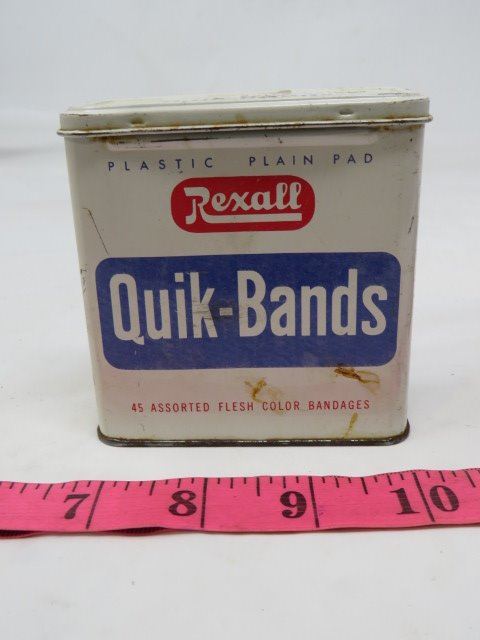 PLASTIC PLAIN PAD
Rexall
Quik-Bands
45 ASSORTED FLESH COLOR BANDAGES
7 8 9 10